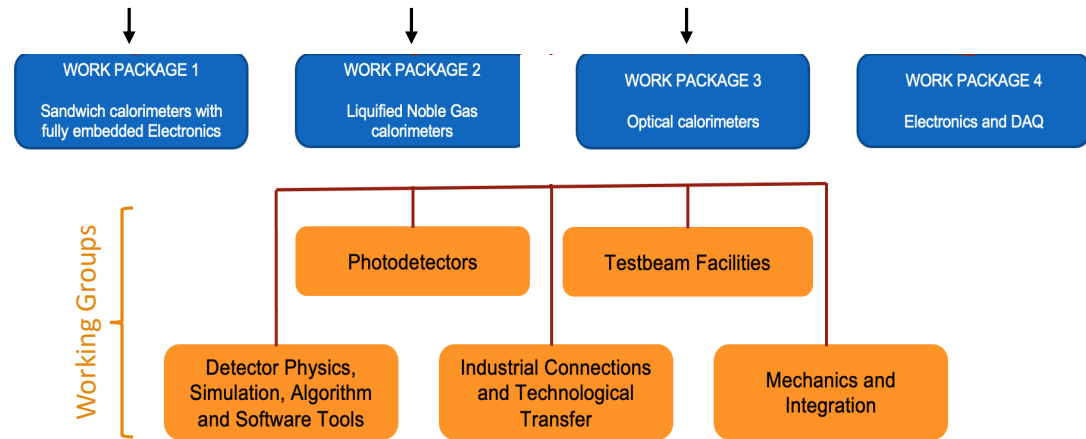 WORK PACKAGE 1
Sandwich calorimeters with
fully embedded Electronics
WORK PACKAGE 2
Liquified Noble Gas
calorimeters
WORK PACKAGE 3
Optical calorimeters
WORK PACKAGE 4
Electronics and DAQ
Working Groups
Photodetectors
Testbeam Facilities
Detector Physics,
Simulation, Algorithm
and Software Tools
Industrial Connections
and Technological
Transfer
Mechanics and
Integration